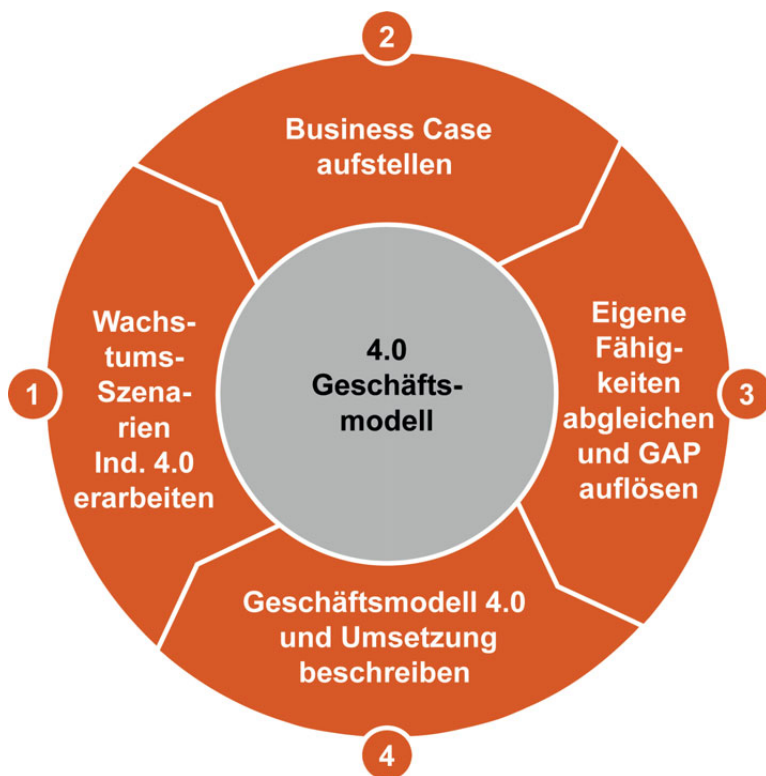 2
Business Case
aufstellen
1
Wachs-
tums-
Szena-
rien
Ind. 4.0
erarbeiten
4.0
Geschäfts-
modell
Eigene
Fähig-
keiten
abgleichen
und GAP
auflösen
3
Geschäftsmodell 4.0
und Umsetzung
beschreiben
4